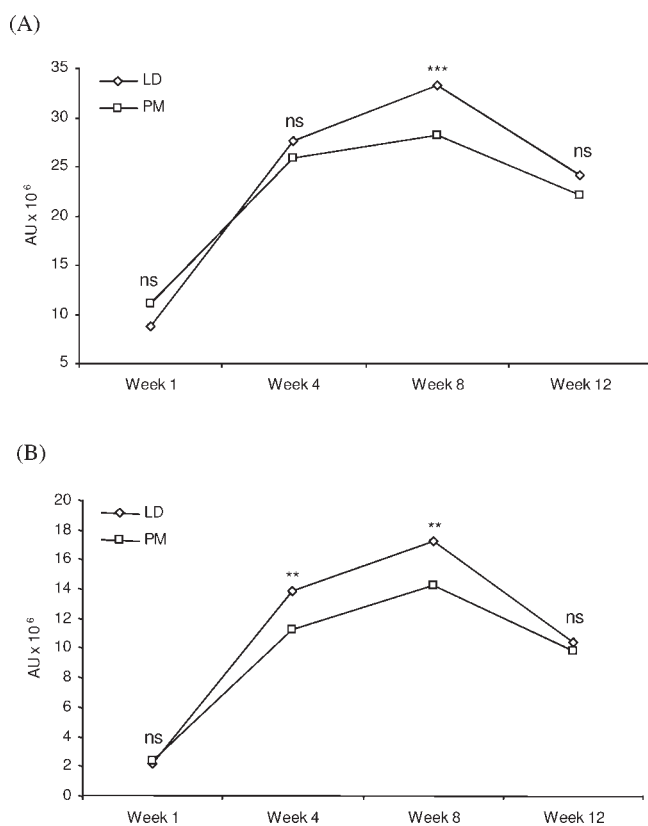 (A)
35
30
25
20
15
10
5
AU x 10⁶
LD
PM
ns
ns
***
ns
Week 1
Week 4
Week 8
Week 12
(B)
20
18
16
14
12
10
8
6
4
2
0
AU x 10⁶
LD
PM
ns
**
**
ns
Week 1
Week 4
Week 8
Week 12